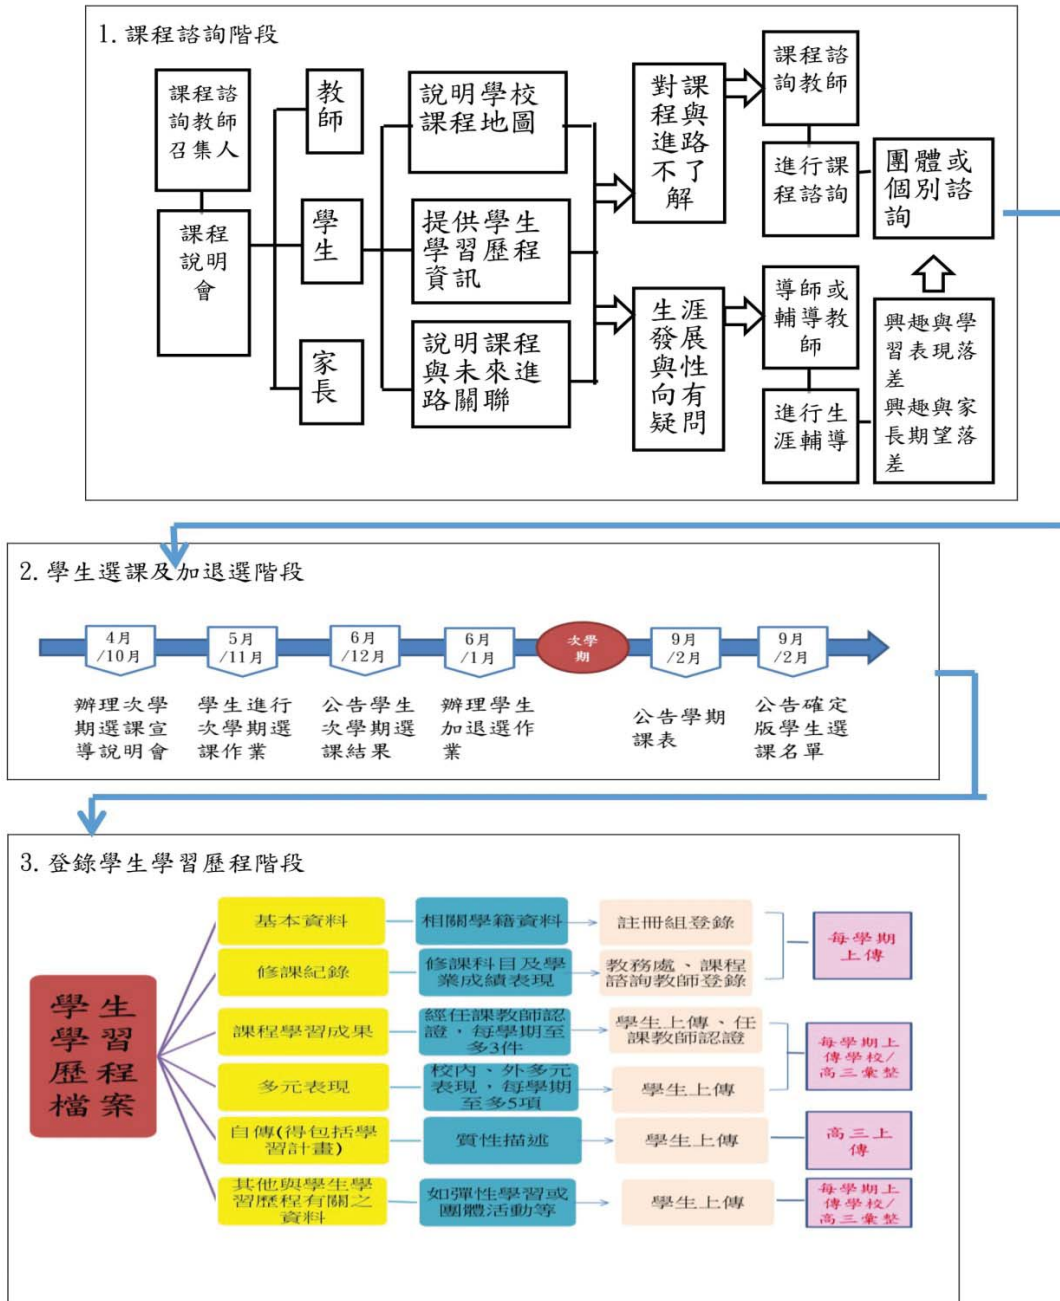 1. 課程諮詢階段
課程諮
詢教師
召集人
課程
說明
會
教
師
學
生
家
長
說明學校
課程地圖
提供學生
學習歷程
資訊
說明課程
與未來進
路關聯
對課
程與
進路
不了
解
生涯
發展
與性
向有
疑問
課程諮
詢教師
進行課
程諮詢
團體或
個別諮
詢
導師或
輔導教
師
進行生
涯輔導
興趣與學
習表現落
差
興趣與家
長期望落
差
2. 學生選課及加退選階段
4月
/10月
5月
/11月
6月
/12月
6月
/1月
次學
期
9月
/2月
9月
/2月
辦理次學
期選課宣
導說明會
學生進行
次學期選
課作業
公告學生
次學期選
課結果
辦理學生
加退選作
業
公告學期
課表
公告確定
版學生選
課名單
3. 登錄學生學習歷程階段
學生
學習
歷程
檔案
基本資料
相關學籍資料
註冊組登錄
修課紀錄
修課科目及學
業成績表現
教務處、課程
諮詢教師登錄
每學期
上傳
課程學習成果
經任課教師認
證，每學期至
多3件
學生上傳、任
課教師認證
多元表現
校內、外多元
表現，每學期
至多5項
學生上傳
每學期上
傳學校/
高三彙整
自傳(得包括學
習計畫)
質性描述
學生上傳
高三上
傳
其他與學生學
習歷程有關之
資料
如彈性學習或
團體活動等
學生上傳
每學期上
傳學校/
高三彙整